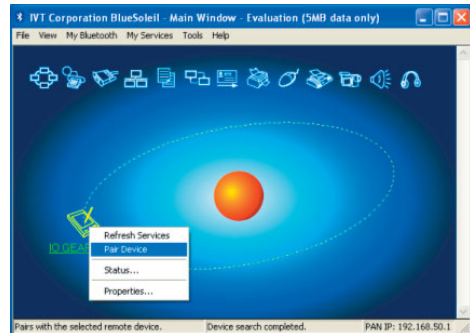 IVT Corporation BlueSoleil - Main Window - Evaluation (5MB data only)
File View My Bluetooth My Services Tools Help
IO GEAR
Refresh Services
Pair Device
Status...
Properties...
Pairs with the selected remote device. Device search completed. PAN IP: 192.168.50.1